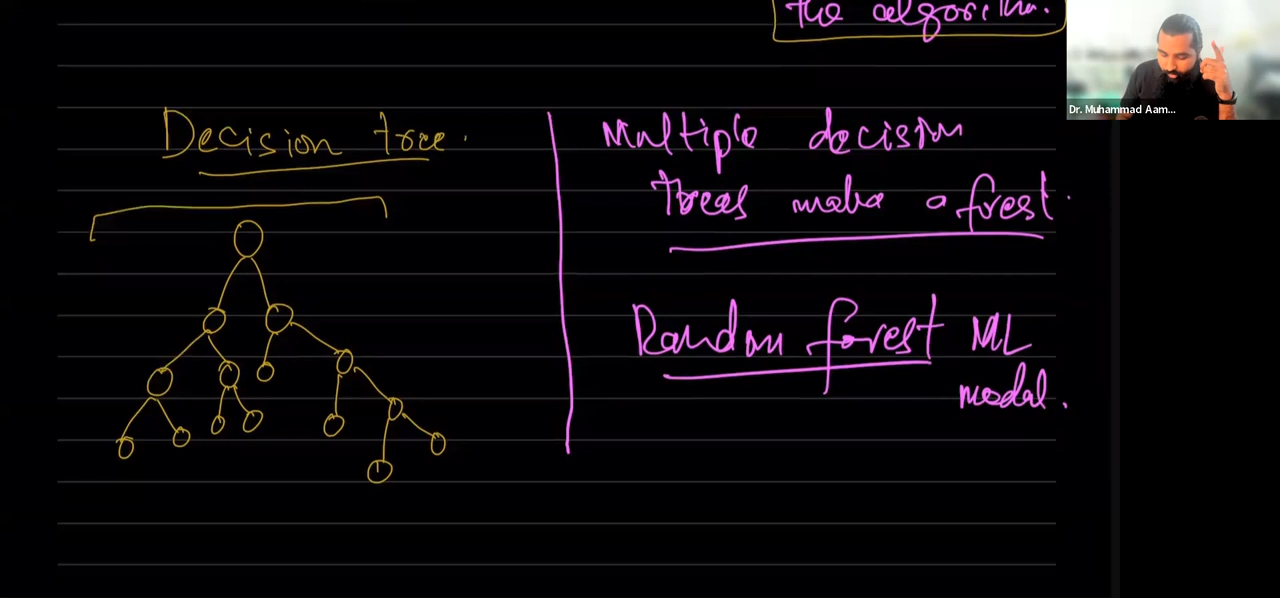 the algorithm.
Dr. Muhammad Aam...
Decision tree.
Multiple decision
trees make a forest.
Random forest ML
model.